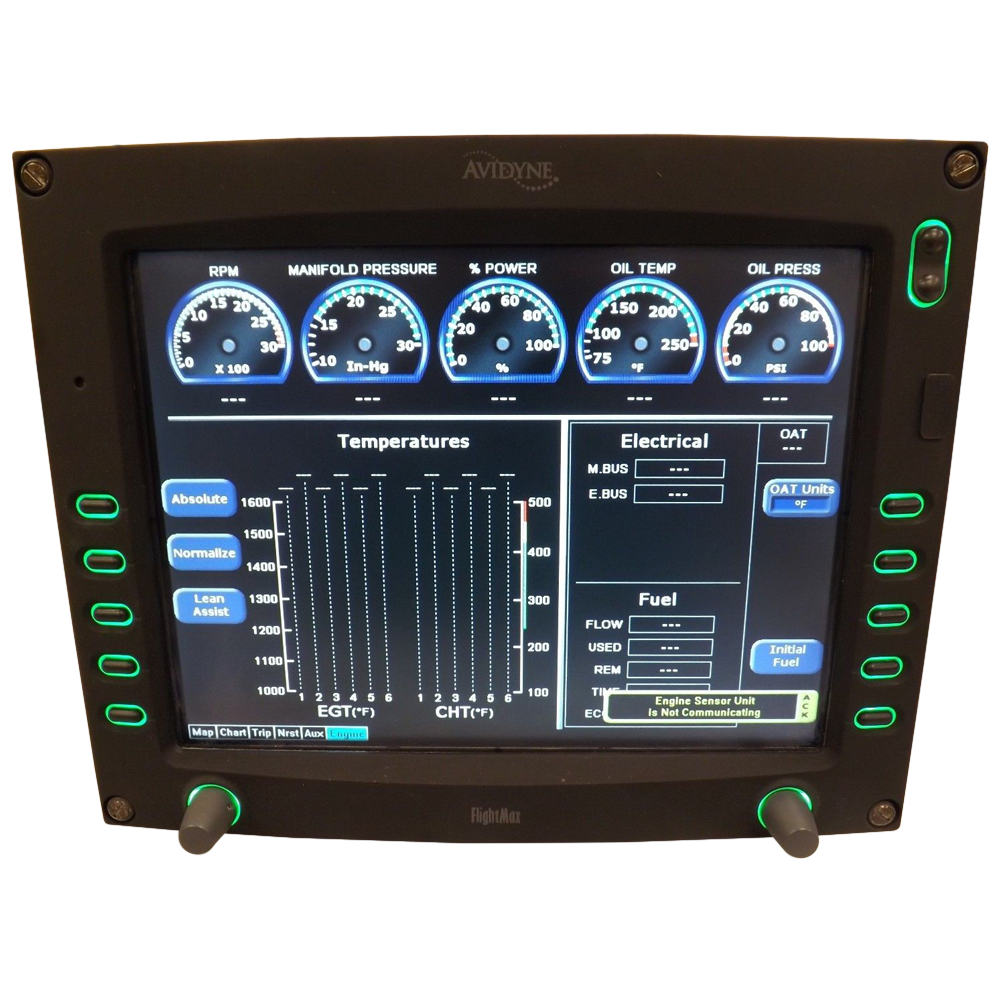 AVIDYNE
RPM MANIFOLD PRESSURE % POWER OIL TEMP OIL PRESS
0 5 10 15 20 25 30 X 100
10 15 20 25 30 In-Hg
0 20 40 60 80 100 %
75 100 150 200 250 °F
0 20 40 60 80 100 PSI
--- --- --- --- ---
Temperatures
Absolute
Normalize
Lean
Assist
1600
1500
1400
1300
1200
1100
1000
--- --- --- --- --- ---
1 2 3 4 5 6
EGT(°F)
--- --- --- --- --- ---
1 2 3 4 5 6
CHT(°F)
500
400
300
200
100
Electrical
M.BUS ---
E.BUS ---
OAT
---
OAT Units
°F
Fuel
FLOW ---
USED ---
REM ---
Initial
Fuel
Engine Sensor Unit
is Not Communicating
ACK
Map Chart Trip Nrst Aux Engine
FlightMax